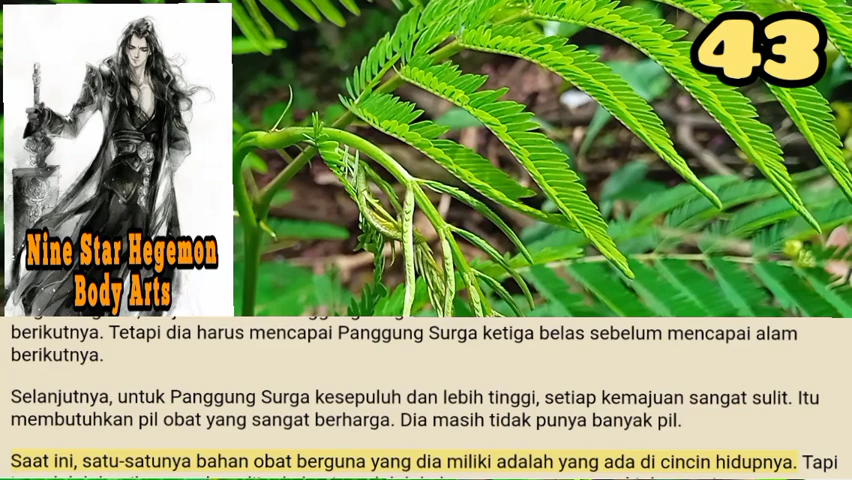 43
Nine Star Hegemon
Body Arts
berikutnya. Tetapi dia harus mencapai Panggung Surga ketiga belas sebelum mencapai alam
berikutnya.
Selanjutnya, untuk Panggung Surga kesepuluh dan lebih tinggi, setiap kemajuan sangat sulit. Itu
membutuhkan pil obat yang sangat berharga. Dia masih tidak punya banyak pil.
Saat ini, satu-satunya bahan obat berguna yang dia miliki adalah yang ada di cincin hidupnya. Tapi